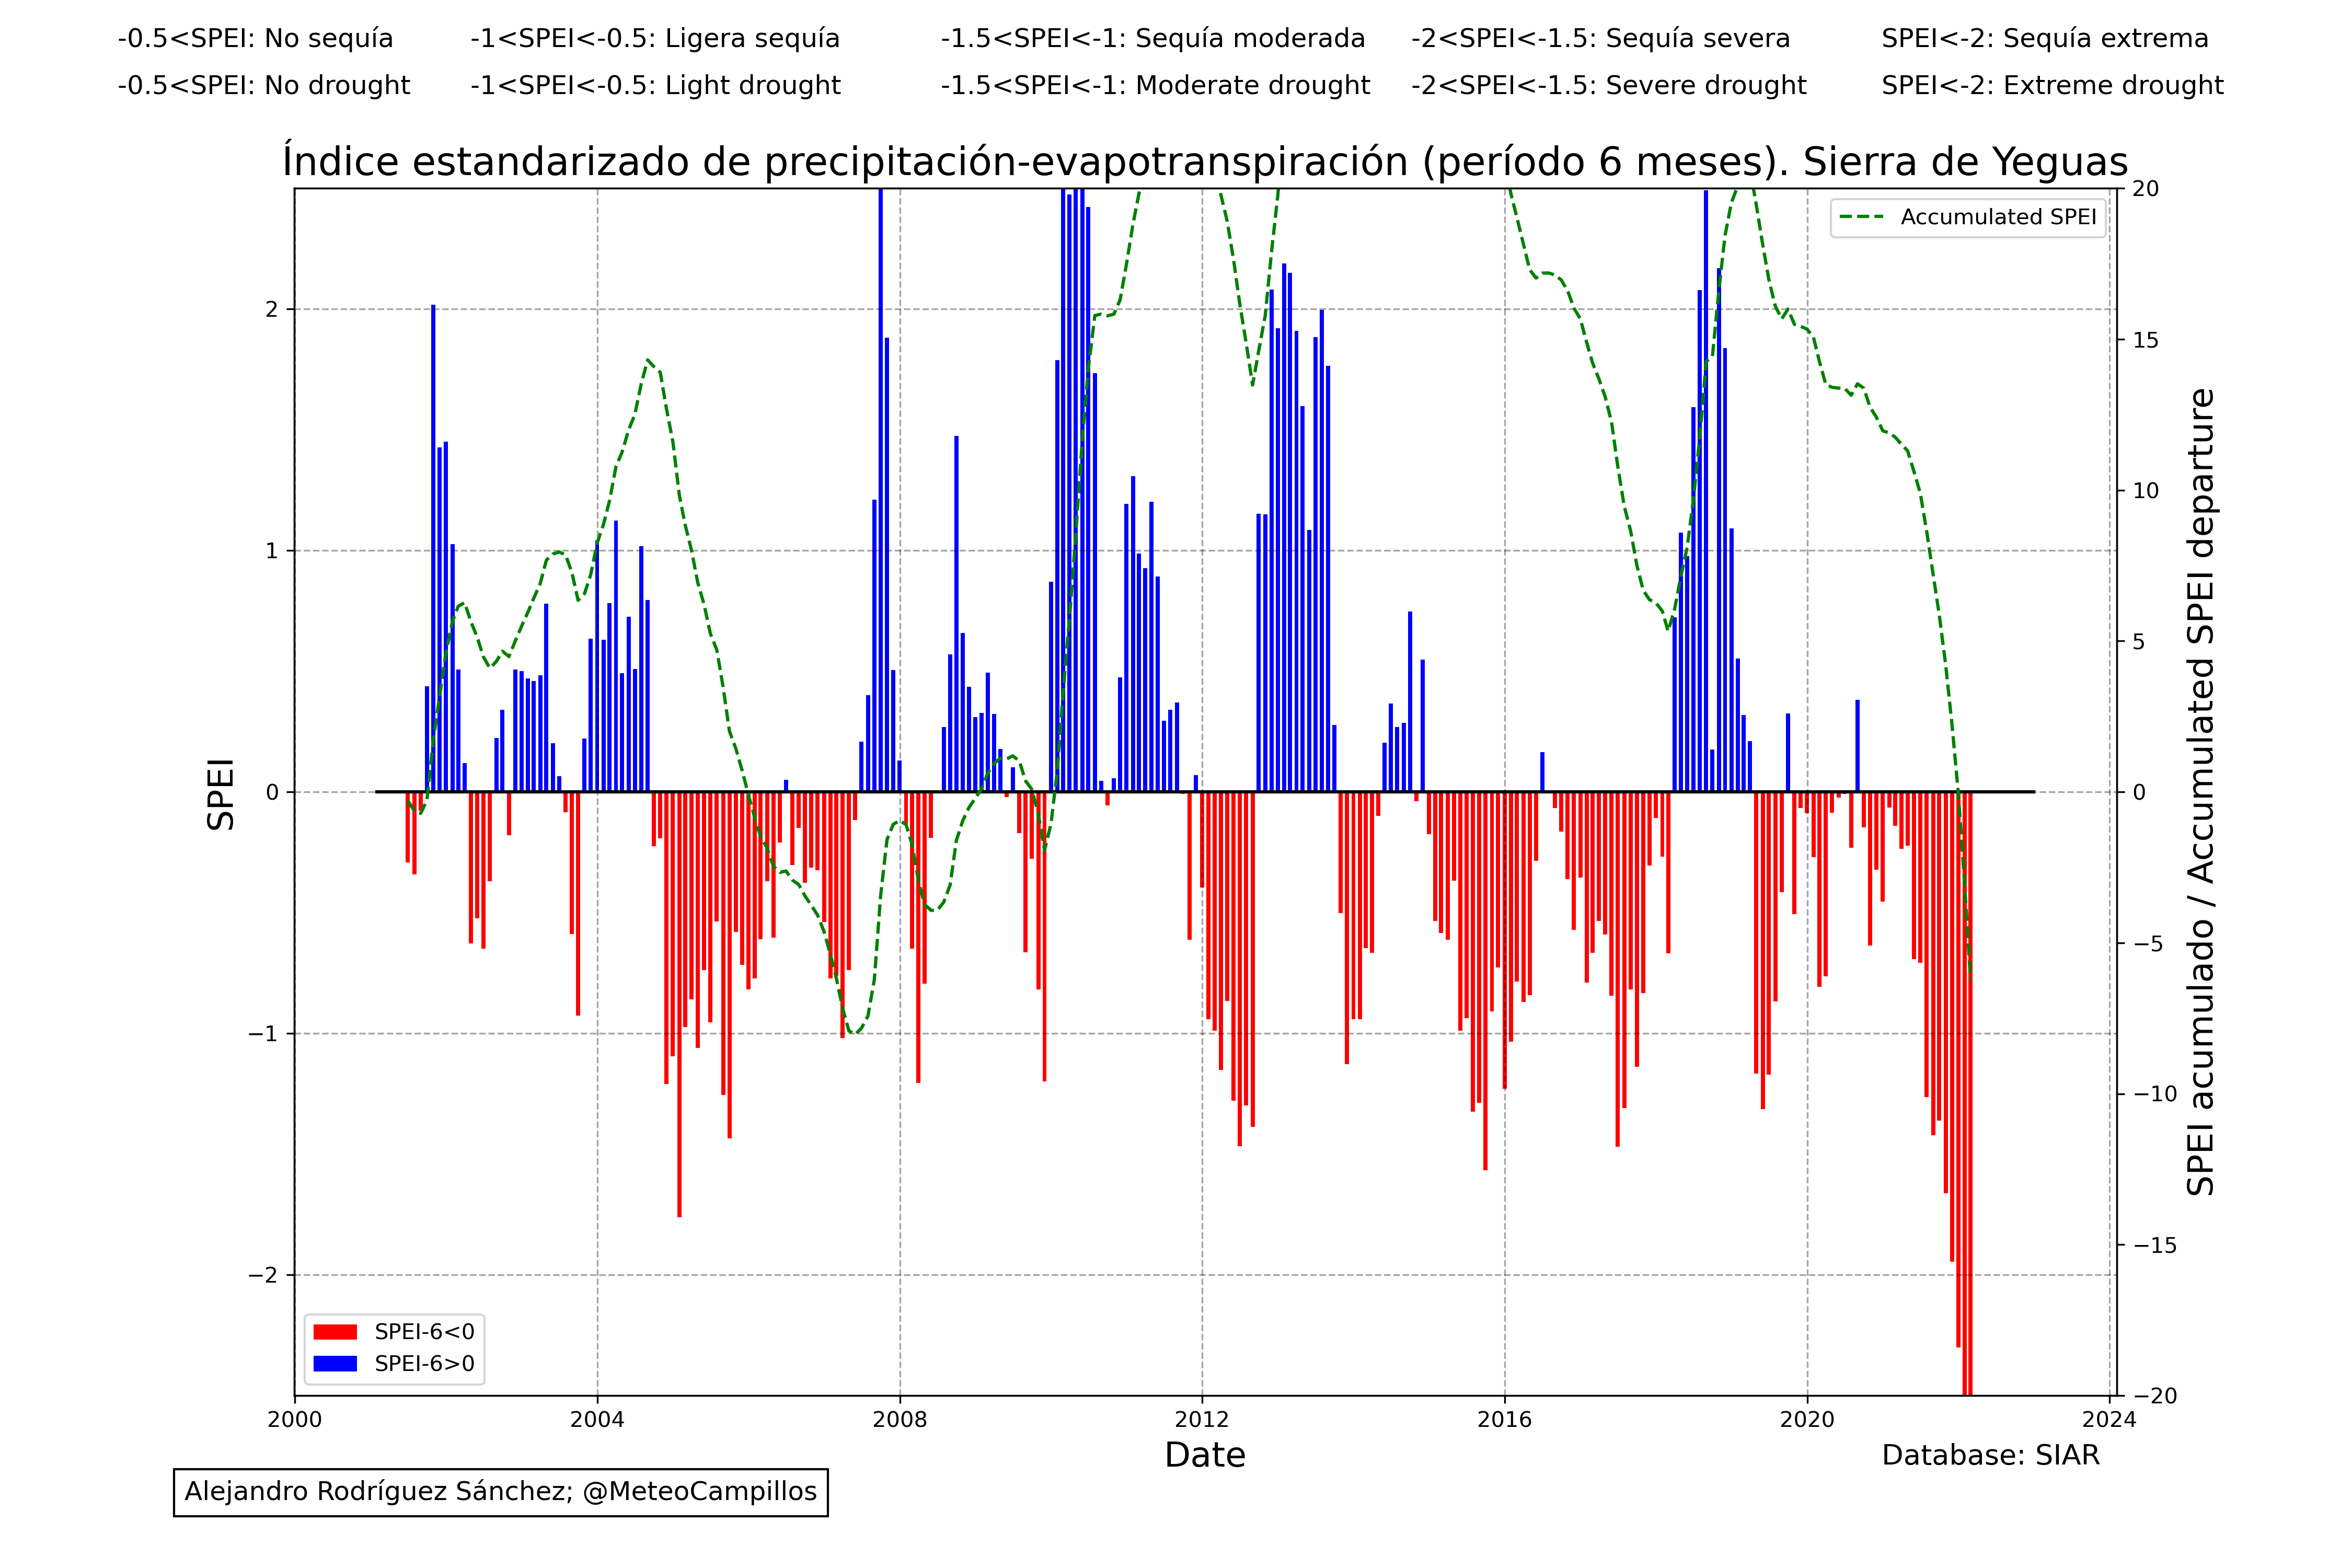 -0.5<SPEI: No sequía -1<SPEI<-0.5: Ligera sequía -1.5<SPEI<-1: Sequía moderada -2<SPEI<-1.5: Sequía severa SPEI<-2: Sequía extrema
-0.5<SPEI: No drought -1<SPEI<-0.5: Light drought -1.5<SPEI<-1: Moderate drought -2<SPEI<-1.5: Severe drought SPEI<-2: Extreme drought
Índice estandarizado de precipitación-evapotranspiración (período 6 meses). Sierra de Yeguas
Accumulated SPEI
SPEI
2
1
0
−1
−2
20
15
10
5
0
−5
−10
−15
−20
SPEI acumulado / Accumulated SPEI departure
SPEI-6<0
SPEI-6>0
2000 2004 2008 2012 2016 2020 2024
Date
Database: SIAR
Alejandro Rodríguez Sánchez; @MeteoCampillos